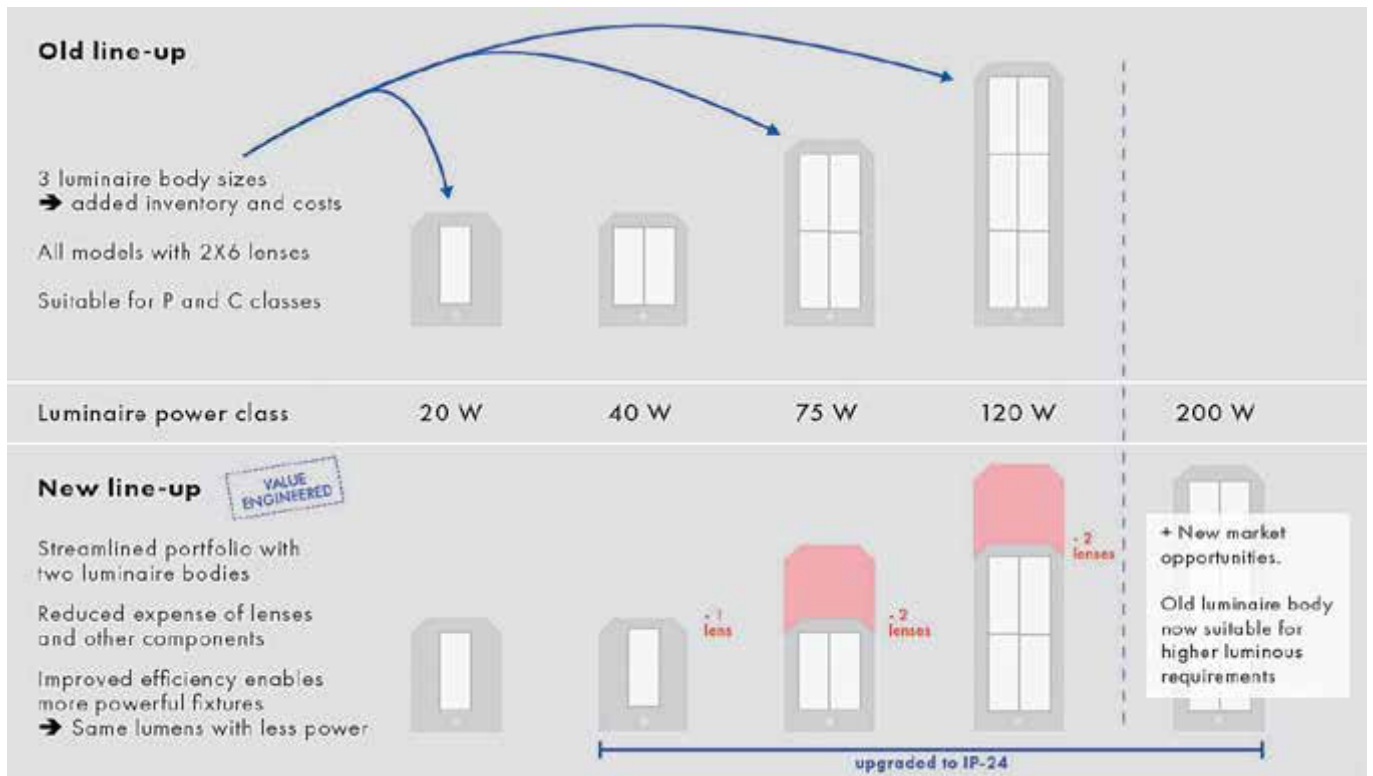 Old line-up
3 luminaire body sizes
➔ added inventory and costs
All models with 2X6 lenses
Suitable for P and C classes
Luminaire power class
20 W
40 W
75 W
120 W
200 W
New line-up
VALUE
ENGINEERED
Streamlined portfolio with
two luminaire bodies
Reduced expense of lenses
and other components
Improved efficiency enables
more powerful fixtures
➔ Same lumens with less power
- 1
lens
- 2
lenses
- 2
lenses
+ New market
opportunities.
Old luminaire body
now suitable for
higher luminous
requirements
upgraded to IP-24